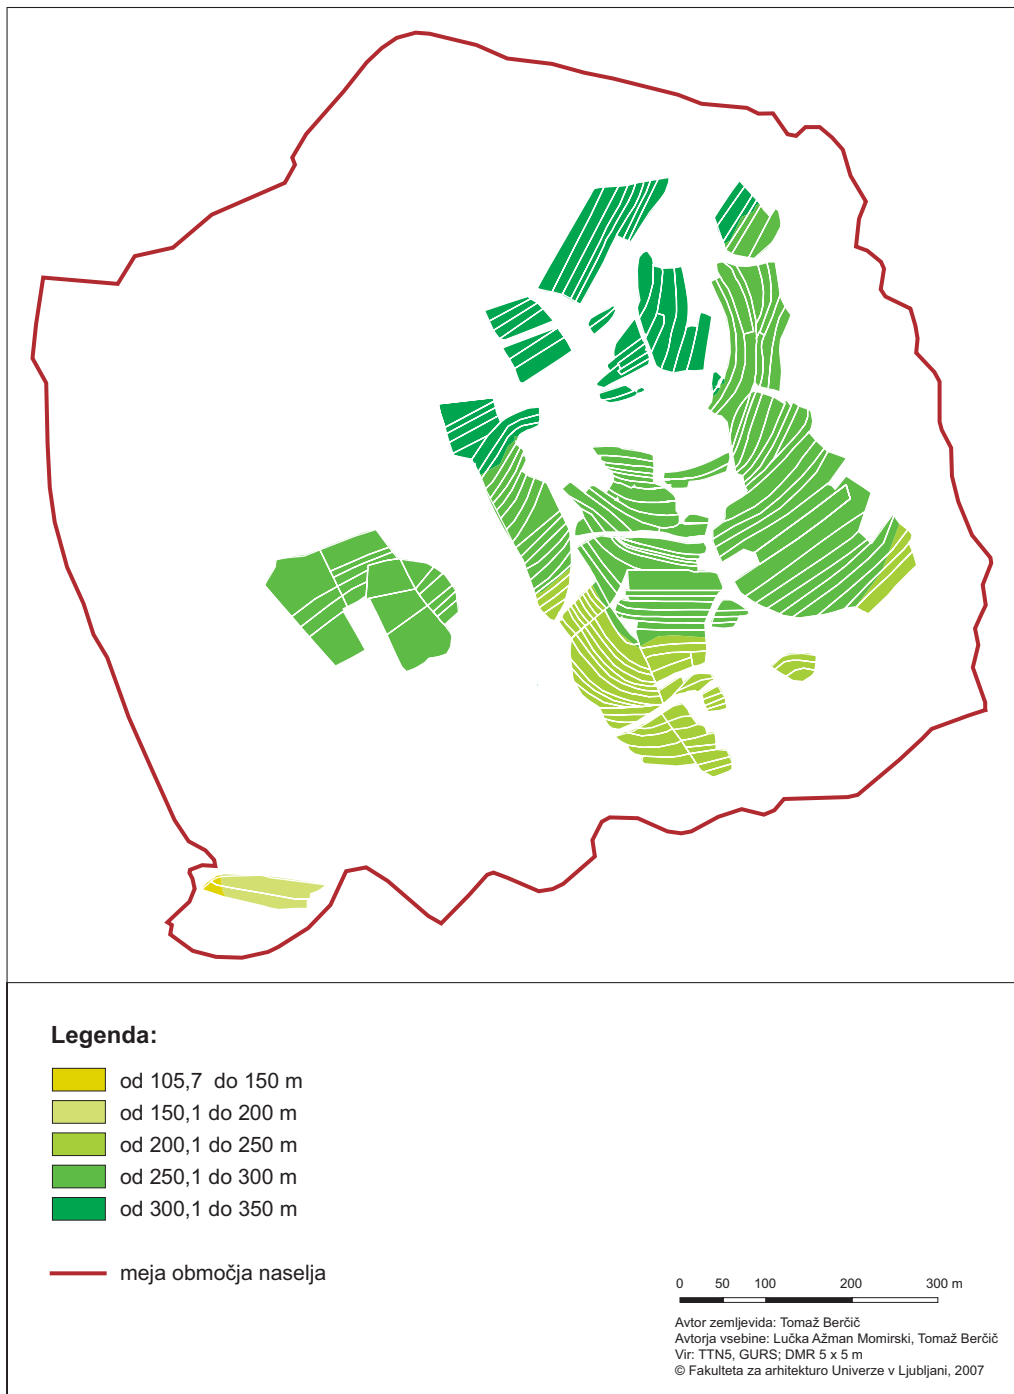 Legenda:
od 105,7 do 150 m
od 150,1 do 200 m
od 200,1 do 250 m
od 250,1 do 300 m
od 300,1 do 350 m
meja območja naselja
0 50 100 200 300 m
Avtor zemljevida: Tomaž Berčič
Avtorja vsebine: Lučka Ažman Momirski, Tomaž Berčič
Vir: TTN5, GURS; DMR 5 x 5 m
© Fakulteta za arhitekturo Univerze v Ljubljani, 2007